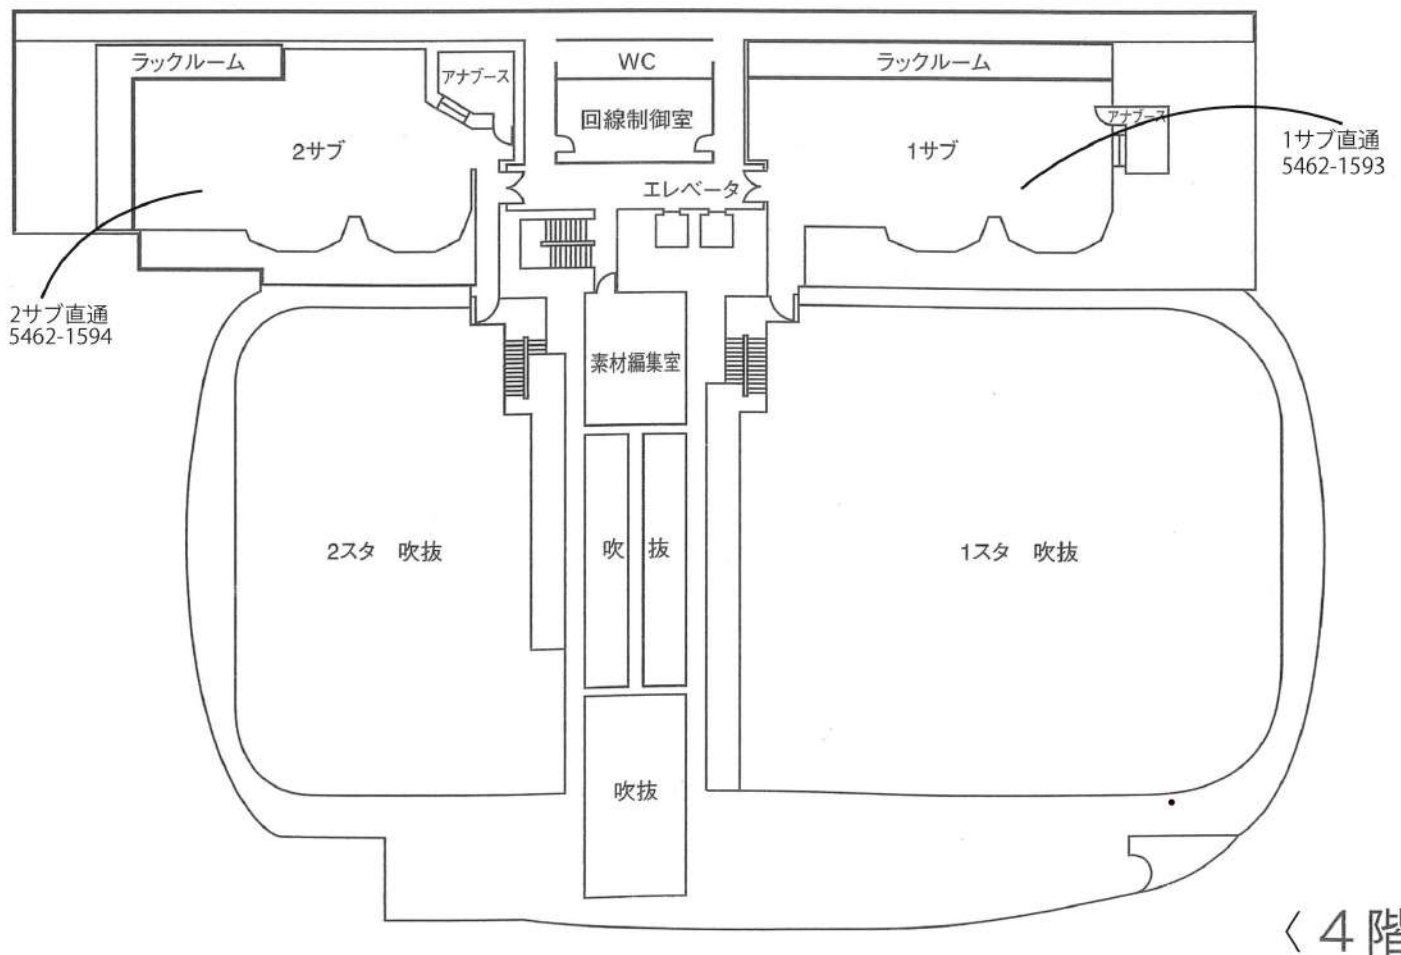 ラックルーム
アナブース
WC
ラックルーム
回線制御室
アナブース
2サブ
1サブ
1サブ直通
5462-1593
エレベータ
2サブ直通
5462-1594
素材編集室
2スタ 吹抜
吹 抜
1スタ 吹抜
吹抜
〈4階